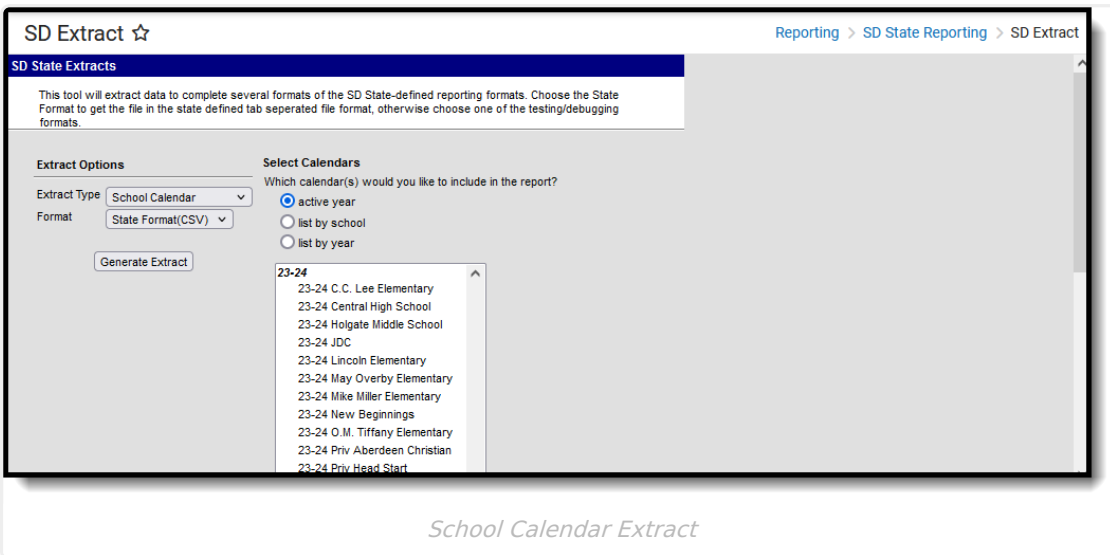 SD Extract ☆
Reporting > SD State Reporting > SD Extract
SD State Extracts
This tool will extract data to complete several formats of the SD State-defined reporting formats. Choose the State
Format to get the file in the state defined tab seperated file format, otherwise choose one of the testing/debugging
formats.
Extract Options
Extract Type School Calendar
Format State Format(CSV)
Generate Extract
Select Calendars
Which calendar(s) would you like to include in the report?
active year
list by school
list by year
23-24
23-24 C.C. Lee Elementary
23-24 Central High School
23-24 Holgate Middle School
23-24 JDC
23-24 Lincoln Elementary
23-24 May Overby Elementary
23-24 Mike Miller Elementary
23-24 New Beginnings
23-24 O.M. Tiffany Elementary
23-24 Priv Aberdeen Christian
23-24 Priv Head Start
School Calendar Extract